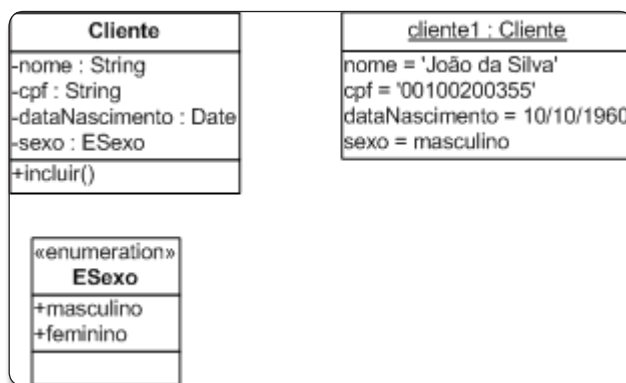 Cliente
-nome : String
-cpf : String
-dataNascimento : Date
-sexo : ESexo
+incluir()
cliente1 : Cliente
nome = 'João da Silva'
cpf = '00100200355'
dataNascimento = 10/10/1960
sexo = masculino
«enumeration»
ESexo
+masculino
+feminino